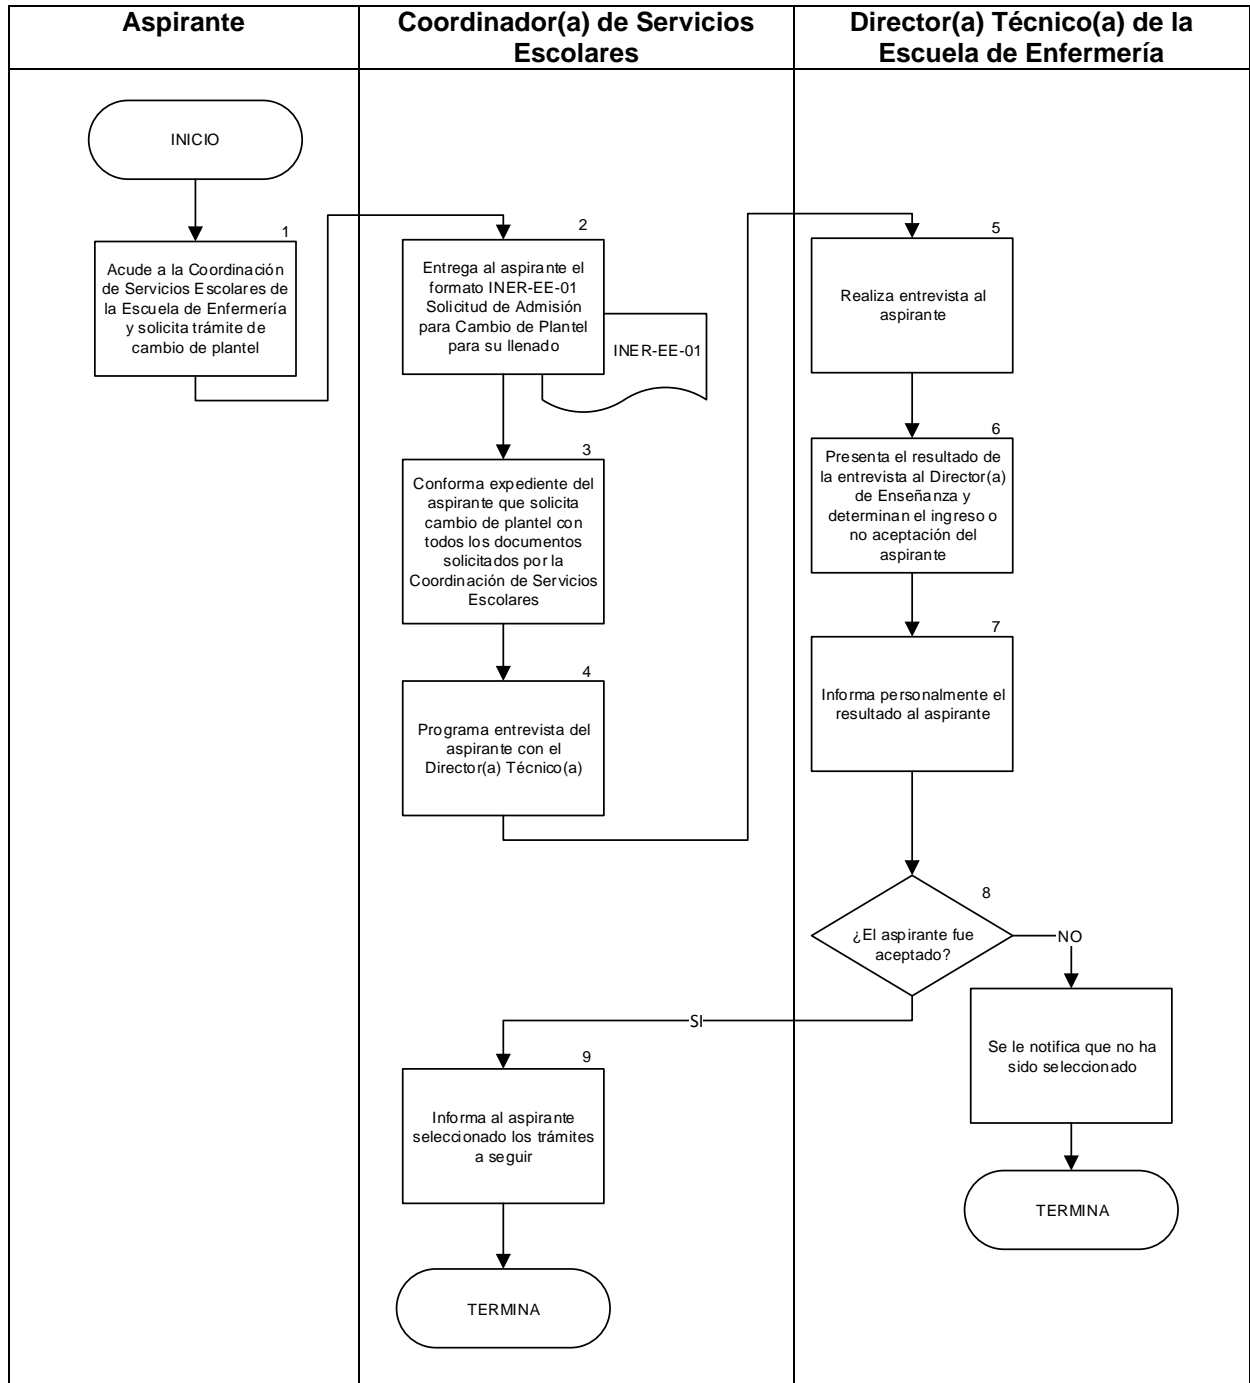 Aspirante
Coordinador(a) de Servicios
Escolares
Director(a) Técnico(a) de la
Escuela de Enfermería
INICIO
1
Acude a la Coordinación
de Servicios Escolares de
la Escuela de Enfermería
y solicita trámite de
cambio de plantel
2
Entrega al aspirante el
formato INER-EE-01
Solicitud de Admisión
para Cambio de Plantel
para su llenado
INER-EE-01
3
Conforma expediente del
aspirante que solicita
cambio de plantel con
todos los documentos
solicitados por la
Coordinación de Servicios
Escolares
4
Programa entrevista del
aspirante con el
Director(a) Técnico(a)
5
Realiza entrevista al
aspirante
6
Presenta el resultado de
la entrevista al Director(a)
de Enseñanza y
determinan el ingreso o
no aceptación del
aspirante
7
Informa personalmente el
resultado al aspirante
8
¿El aspirante fue
aceptado?
NO
Se le notifica que no ha
sido seleccionado
TERMINA
SI
9
Informa al aspirante
seleccionado los trámites
a seguir
TERMINA